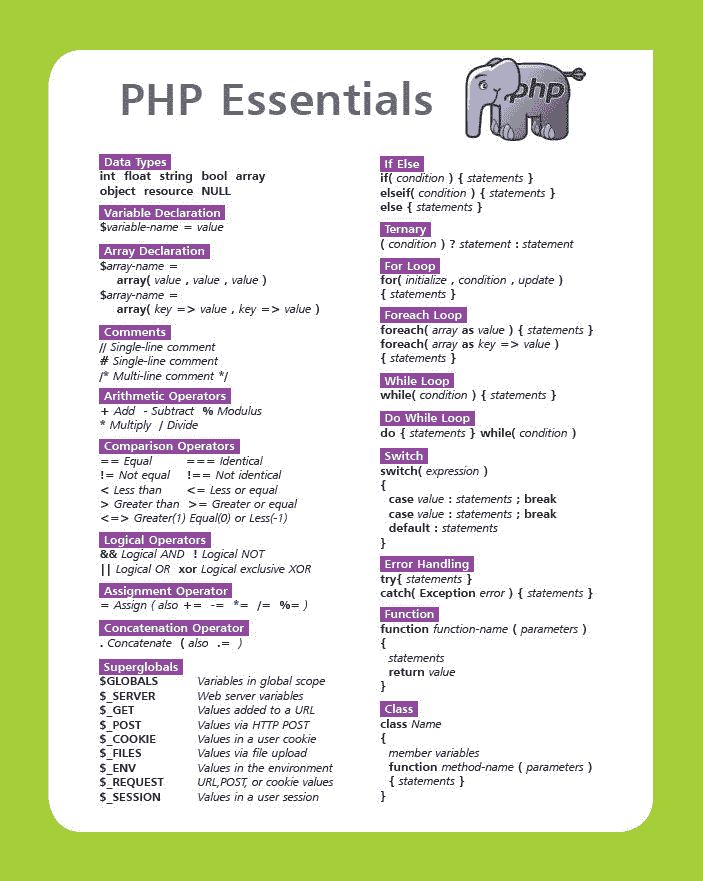 PHP Essentials
php
Data Types
int float string bool array
object resource NULL
Variable Declaration
$variable-name = value
Array Declaration
$array-name =
array( value , value , value )
$array-name =
array( key => value , key => value )
Comments
// Single-line comment
# Single-line comment
/* Multi-line comment */
Arithmetic Operators
+ Add - Subtract % Modulus
* Multiply / Divide
Comparison Operators
== Equal === Identical
!= Not equal !== Not identical
< Less than <= Less or equal
> Greater than >= Greater or equal
<=> Greater(1) Equal(0) or Less(-1)
Logical Operators
&& Logical AND ! Logical NOT
|| Logical OR xor Logical exclusive XOR
Assignment Operator
= Assign ( also += -= *= /= %= )
Concatenation Operator
. Concatenate ( also .= )
Superglobals
$GLOBALS Variables in global scope
$_SERVER Web server variables
$_GET Values added to a URL
$_POST Values via HTTP POST
$_COOKIE Values in a user cookie
$_FILES Values via file upload
$_ENV Values in the environment
$_REQUEST URL,POST, or cookie values
$_SESSION Values in a user session
If Else
if( condition ) { statements }
elseif( condition ) { statements }
else { statements }
Ternary
( condition ) ? statement : statement
For Loop
for( initialize , condition , update )
{ statements }
Foreach Loop
foreach( array as value ) { statements }
foreach( array as key => value )
{ statements }
While Loop
while( condition ) { statements }
Do While Loop
do { statements } while( condition )
Switch
switch( expression )
{
case value : statements ; break
case value : statements ; break
default : statements
}
Error Handling
try{ statements }
catch( Exception error ) { statements }
Function
function function-name ( parameters )
{
statements
return value
}
Class
class Name
{
member variables
function method-name ( parameters )
{ statements }
}